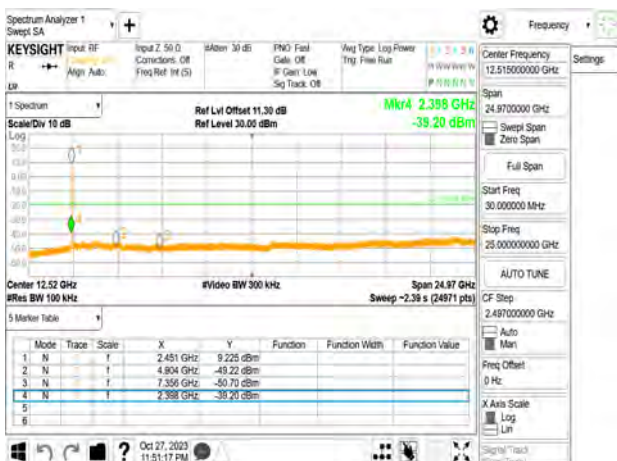 Spectrum Analyzer 1
Swept SA
+
Frequency
KEYSIGHT Input: RF
R
Align: Auto
Input Z: 50 Ω
Corrections: Off
Freq Ref: Int (S)
#Atten: 30 dB
PNO: Fast
Gate: Off
IF Gain: Low
Sig Track: Off
Avg Type: Log-Power
Trig: Free Run
P N N N N N
1 Spectrum
Scale/Div 10 dB
Log
Ref Lvl Offset 11.30 dB
Ref Level 30.00 dBm
Mkr4 2.398 GHz
-39.20 dBm
Center 12.52 GHz
#Res BW 100 kHz
#Video BW 300 kHz
Span 24.97 GHz
Sweep ~2.39 s (24971 pts)
5 Marker Table
Mode Trace Scale X Y Function Function Width Function Value
1 N f 2.451 GHz 9.225 dBm
2 N f 4.904 GHz -49.22 dBm
3 N f 7.356 GHz -50.70 dBm
4 N f 2.398 GHz -39.20 dBm
5
6
?
Oct 27, 2023
11:51:17 PM
Center Frequency
12.515000000 GHz
Settings
Span
24.9700000 GHz
Swept Span
Zero Span
Full Span
Start Freq
30.000000 MHz
Stop Freq
25.000000000 GHz
AUTO TUNE
CF Step
2.497000000 GHz
Auto
Man
Freq Offset
0 Hz
X Axis Scale
Log
Lin
Signal Track